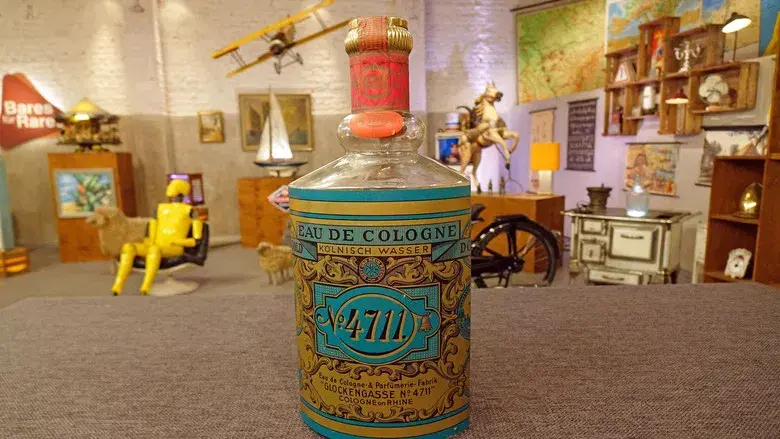 Bares
für Rares
EAU DE COLOGNE
KÖLNISCH WASSER
Nº 4711.
Eau de Cologne- & Parfümerie- Fabrik
"GLOCKENGASSE Nº 4711"
COLOGNE on RHINE